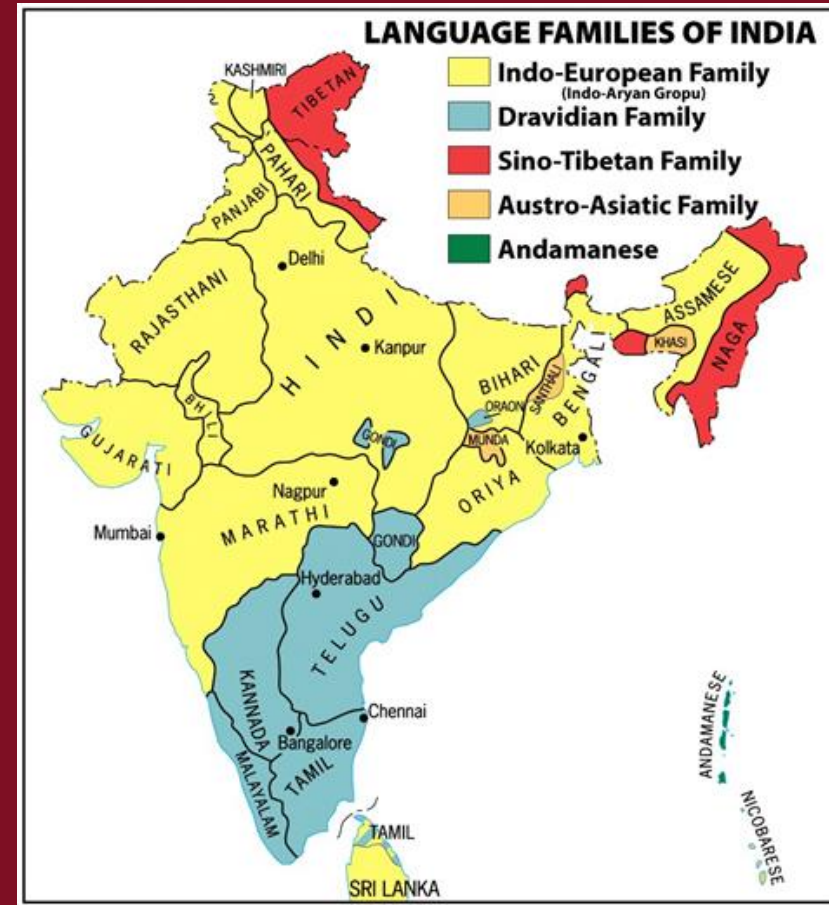 LANGUAGE FAMILIES OF INDIA
Indo-European Family
(Indo-Aryan Gropu)
Dravidian Family
Sino-Tibetan Family
Austro-Asiatic Family
Andamanese
KASHMIRI
TIBETAN
PAHARI
PANJABI
Delhi
RAJASTHANI
HINDI
Kanpur
ASSAMESE
NAGA
KHASI
BIHARI
SANTHALI
BENGALI
ORAON
BHILI
GONDI
MUNDA
Kolkata
GUJARATI
ORIYA
Nagpur
MARATHI
Mumbai
GONDI
Hyderabad
TELUGU
KANNADA
Chennai
Bangalore
MALAYALAM
TAMIL
ANDAMANESE
NICOBARESE
TAMIL
SRI LANKA